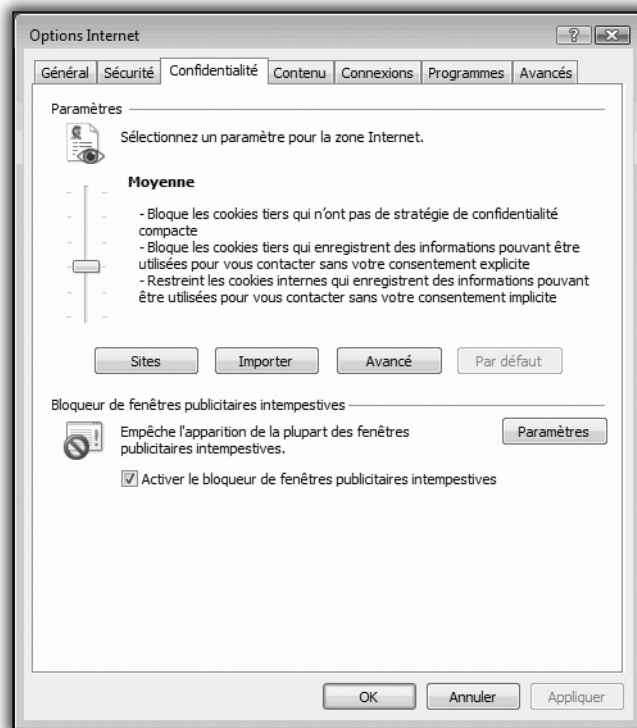 Options Internet
Général Sécurité Confidentialité Contenu Connexions Programmes Avancés
Paramètres
Sélectionnez un paramètre pour la zone Internet.
Moyenne
- Bloque les cookies tiers qui n'ont pas de stratégie de confidentialité
compacte
- Bloque les cookies tiers qui enregistrent des informations pouvant être
utilisées pour vous contacter sans votre consentement explicite
- Restreint les cookies internes qui enregistrent des informations pouvant
être utilisées pour vous contacter sans votre consentement implicite
Sites Importer Avancé Par défaut
Bloqueur de fenêtres publicitaires intempestives
Empêche l'apparition de la plupart des fenêtres
publicitaires intempestives.
Paramètres
Activer le bloqueur de fenêtres publicitaires intempestives
OK Annuler Appliquer